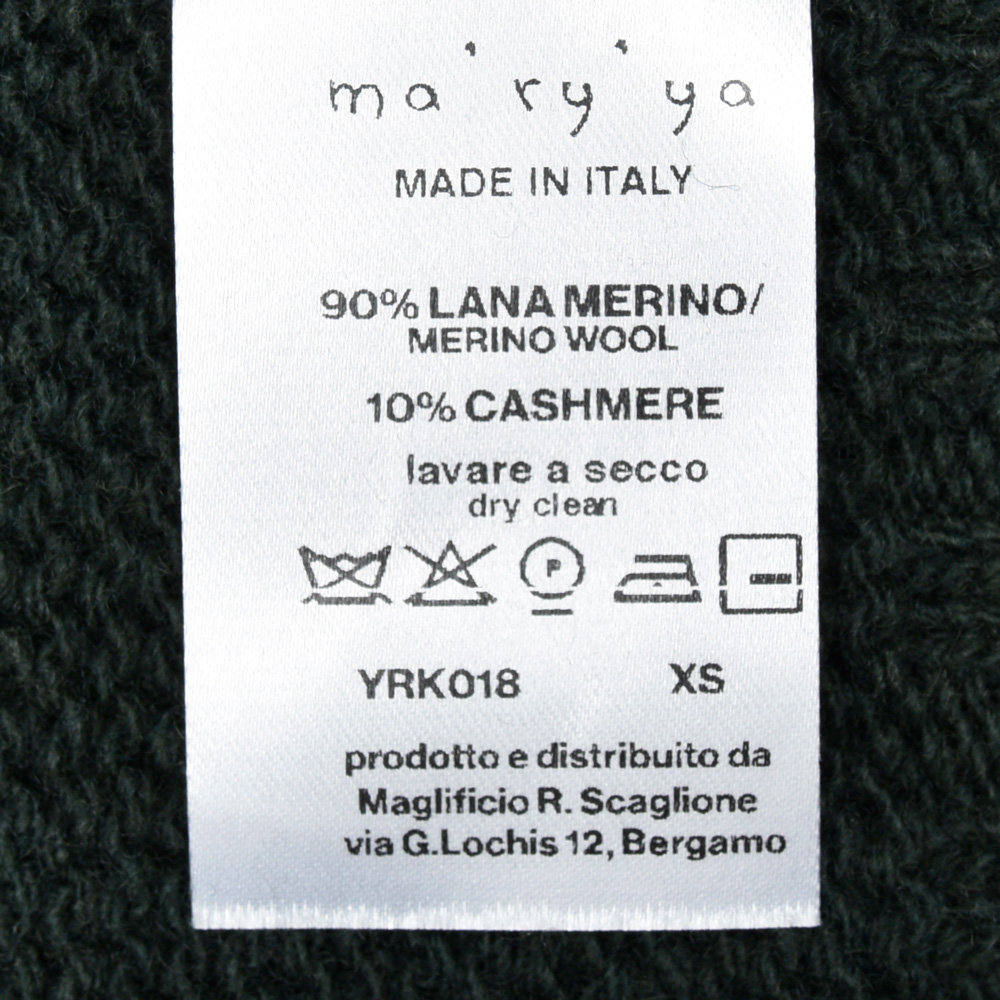 ma'ry'ya
MADE IN ITALY
90% LANA MERINO/
MERINO WOOL
10% CASHMERE
lavare a secco
dry clean
P
YRK018 XS
prodotto e distribuito da
Maglificio R. Scaglione
via G.Lochis 12, Bergamo